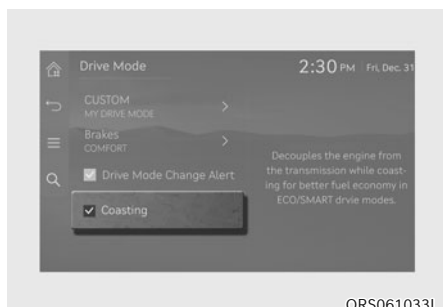 Drive Mode
2:30 PM Fri, Dec. 31
CUSTOM
MY DRIVE MODE
Brakes
COMFORT
Drive Mode Change Alert
Coasting
Decouples the engine from
the transmission while coast-
ing for better fuel economy in
ECO/SMART drvie modes.
ORS061033L